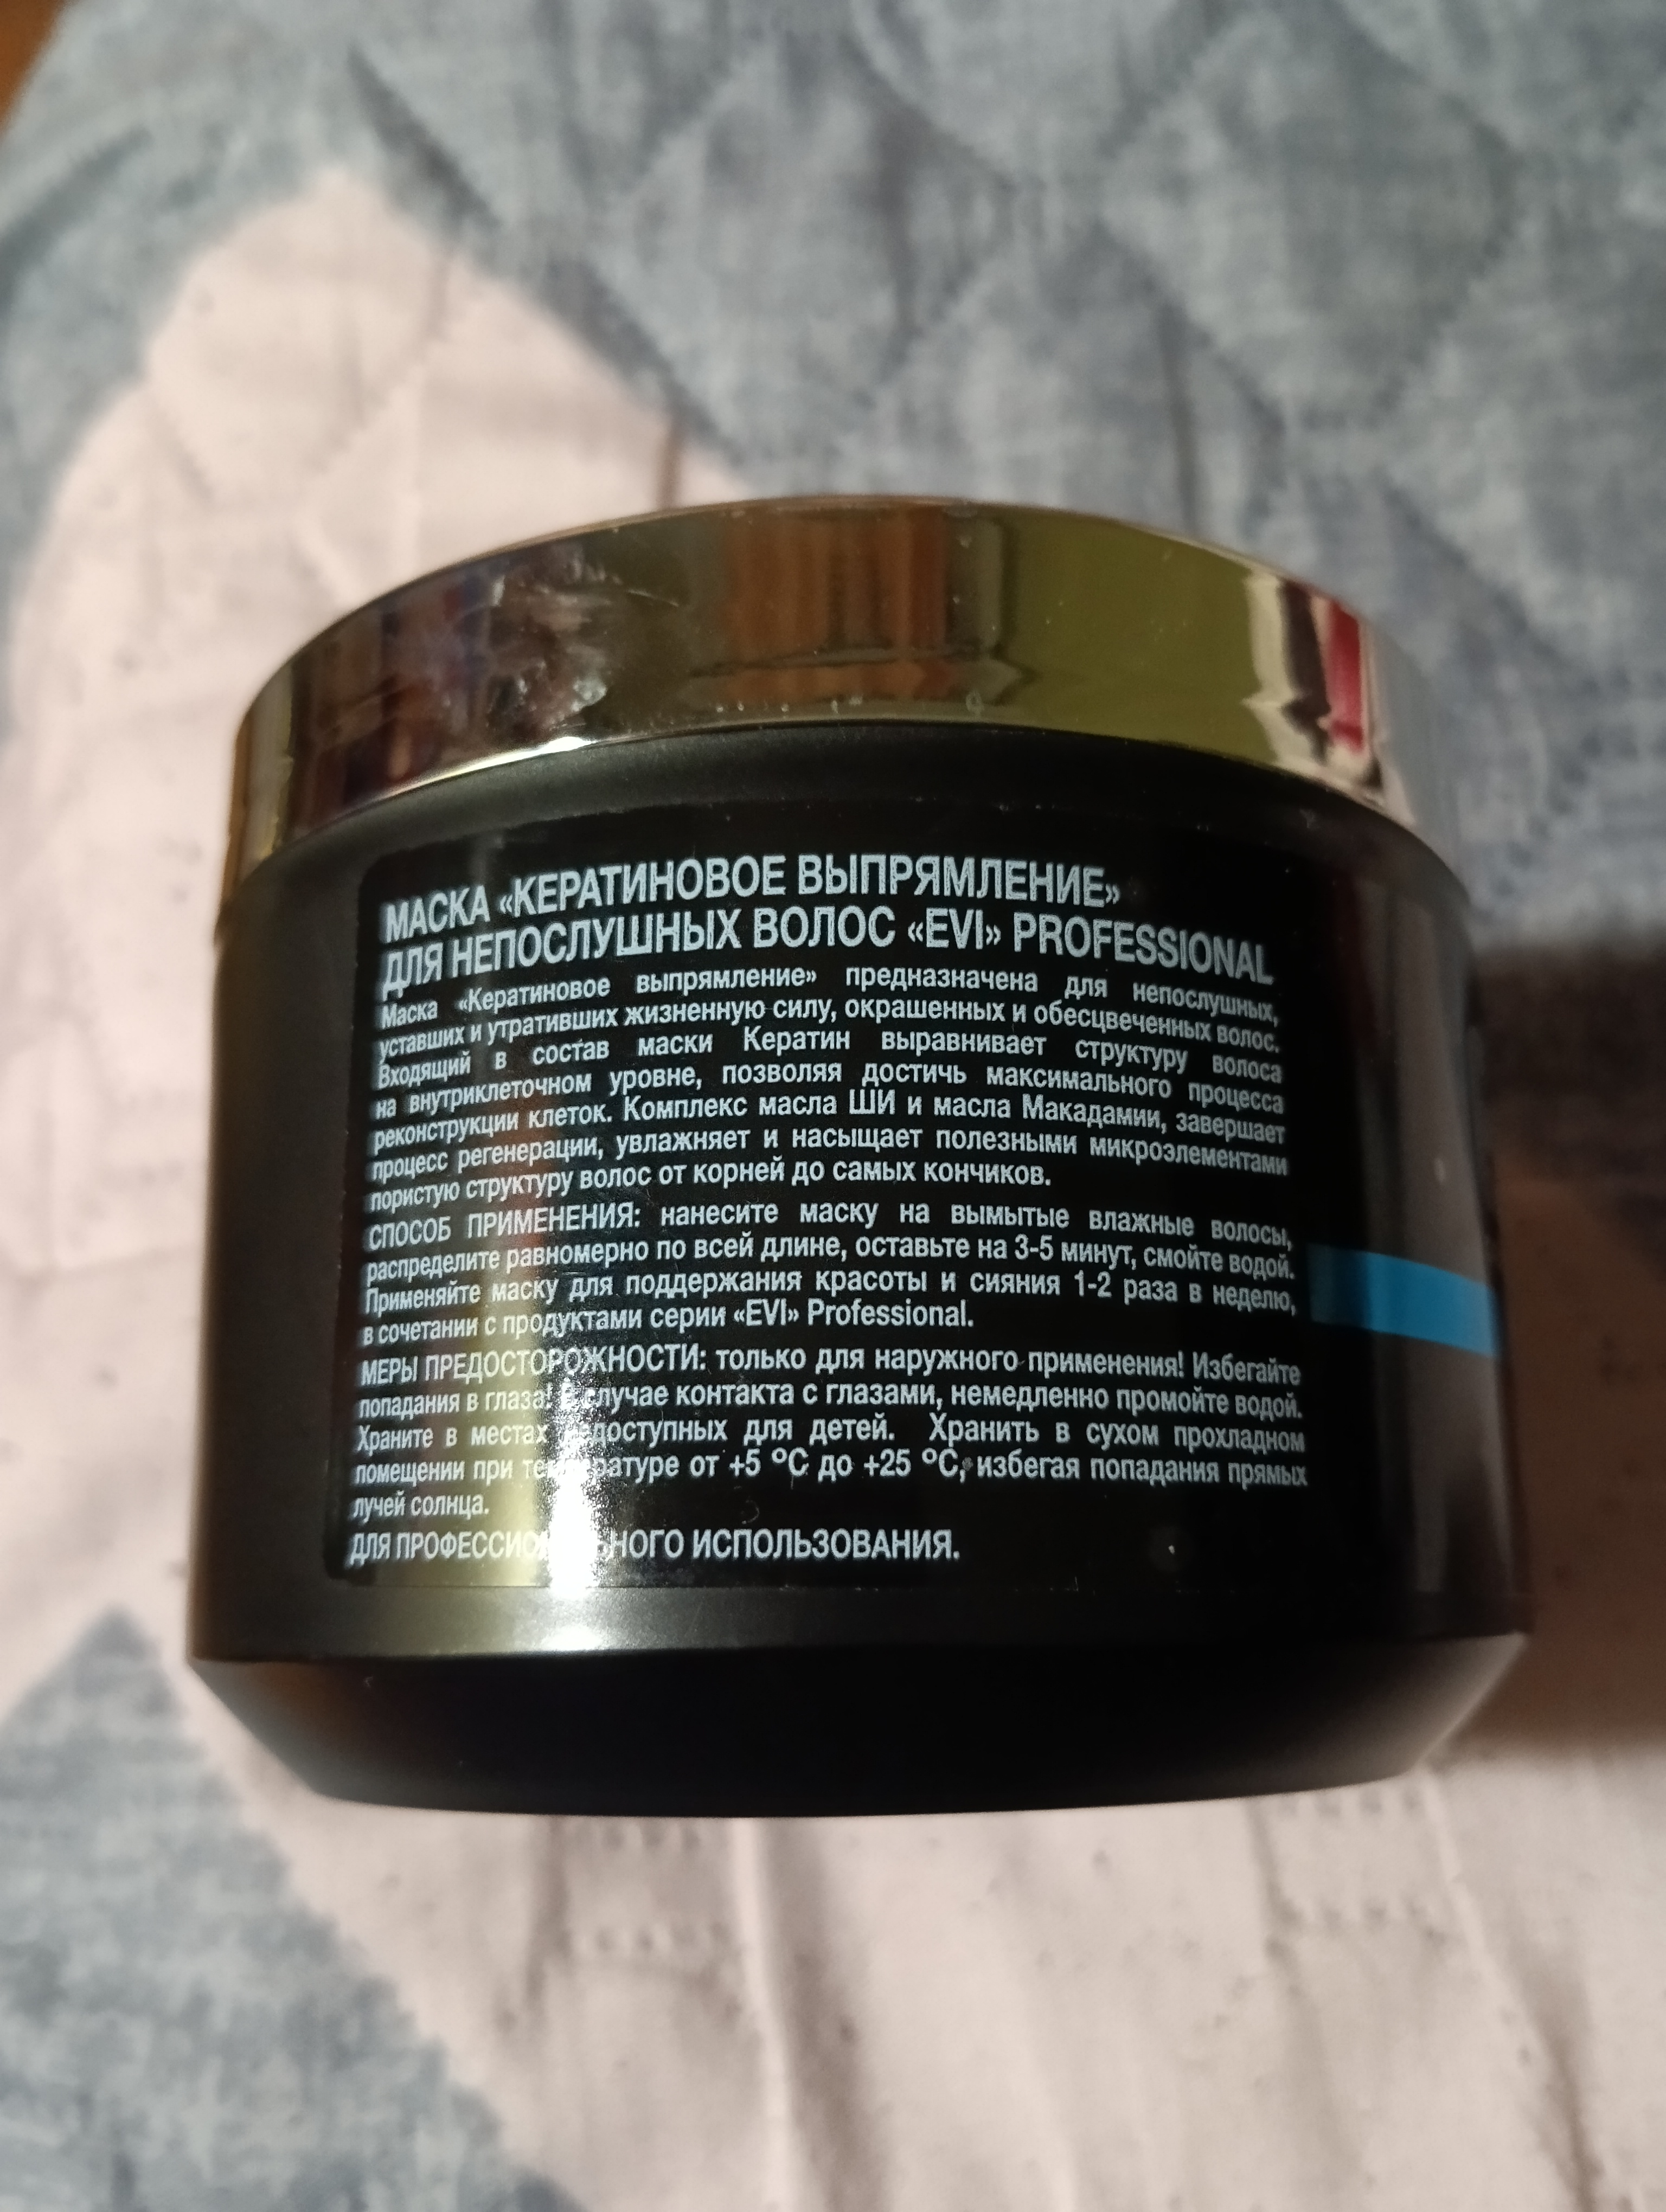 МАСКА «КЕРАТИНОВОЕ ВЫПРЯМЛЕНИЕ»
ДЛЯ НЕПОСЛУШНЫХ ВОЛОС «EVI» PROFESSIONAL
Маска «Кератиновое выпрямление» предназначена для непослушных,
уставших и утративших жизненную силу, окрашенных и обесцвеченных волос.
Входящий в состав маски Кератин выравнивает структуру волоса
на внутриклеточном уровне, позволяя достичь максимального процесса
реконструкции клеток. Комплекс масла ШИ и масла Макадамии, завершает
процесс регенерации, увлажняет и насыщает полезными микроэлементами
пористую структуру волос от корней до самых кончиков.
СПОСОБ ПРИМЕНЕНИЯ: нанесите маску на вымытые влажные волосы,
распределите равномерно по всей длине, оставьте на 3-5 минут, смойте водой.
Применяйте маску для поддержания красоты и сияния 1-2 раза в неделю,
в сочетании с продуктами серии «EVI» Professional.
МЕРЫ ПРЕДОСТОРОЖНОСТИ: только для наружного применения! Избегайте
попадания в глаза! В случае контакта с глазами, немедленно промойте водой.
Храните в местах недоступных для детей. Хранить в сухом прохладном
помещении при температуре от +5 °C до +25 °C, избегая попадания прямых
лучей солнца.
ДЛЯ ПРОФЕССИОНАЛЬНОГО ИСПОЛЬЗОВАНИЯ.